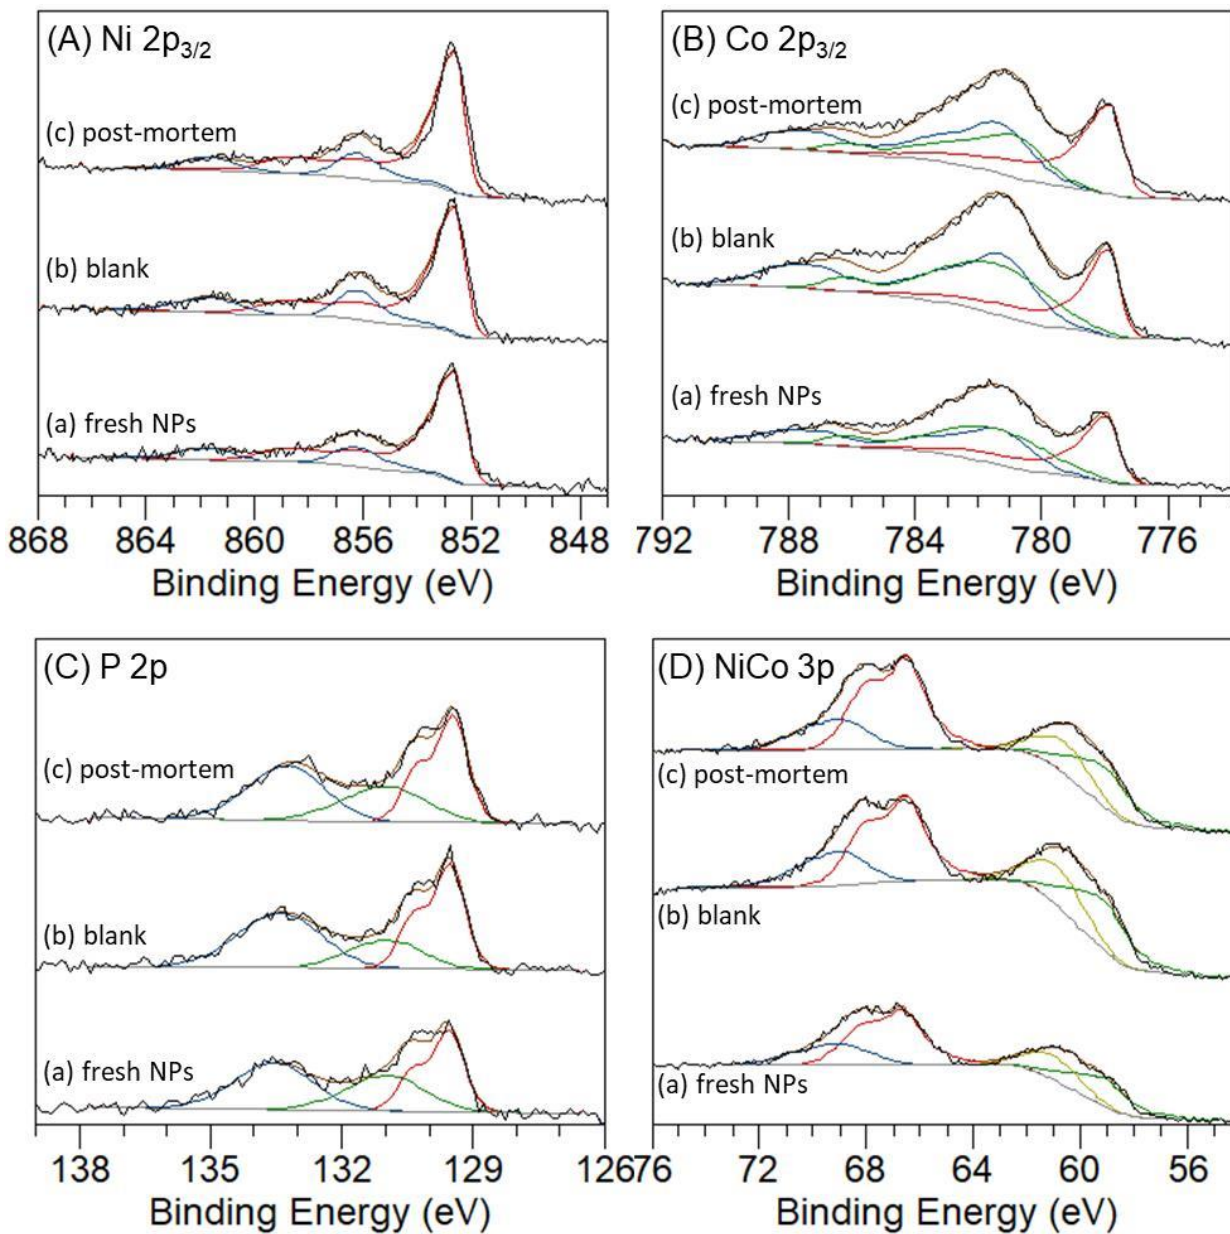 (A) Ni 2p3/2
(c) post-mortem
(b) blank
(a) fresh NPs
868 864 860 856 852 848
Binding Energy (eV)
(B) Co 2p3/2
(c) post-mortem
(b) blank
(a) fresh NPs
792 788 784 780 776
Binding Energy (eV)
(C) P 2p
(c) post-mortem
(b) blank
(a) fresh NPs
138 135 132 129 126
Binding Energy (eV)
(D) NiCo 3p
(c) post-mortem
(b) blank
(a) fresh NPs
76 72 68 64 60 56
Binding Energy (eV)